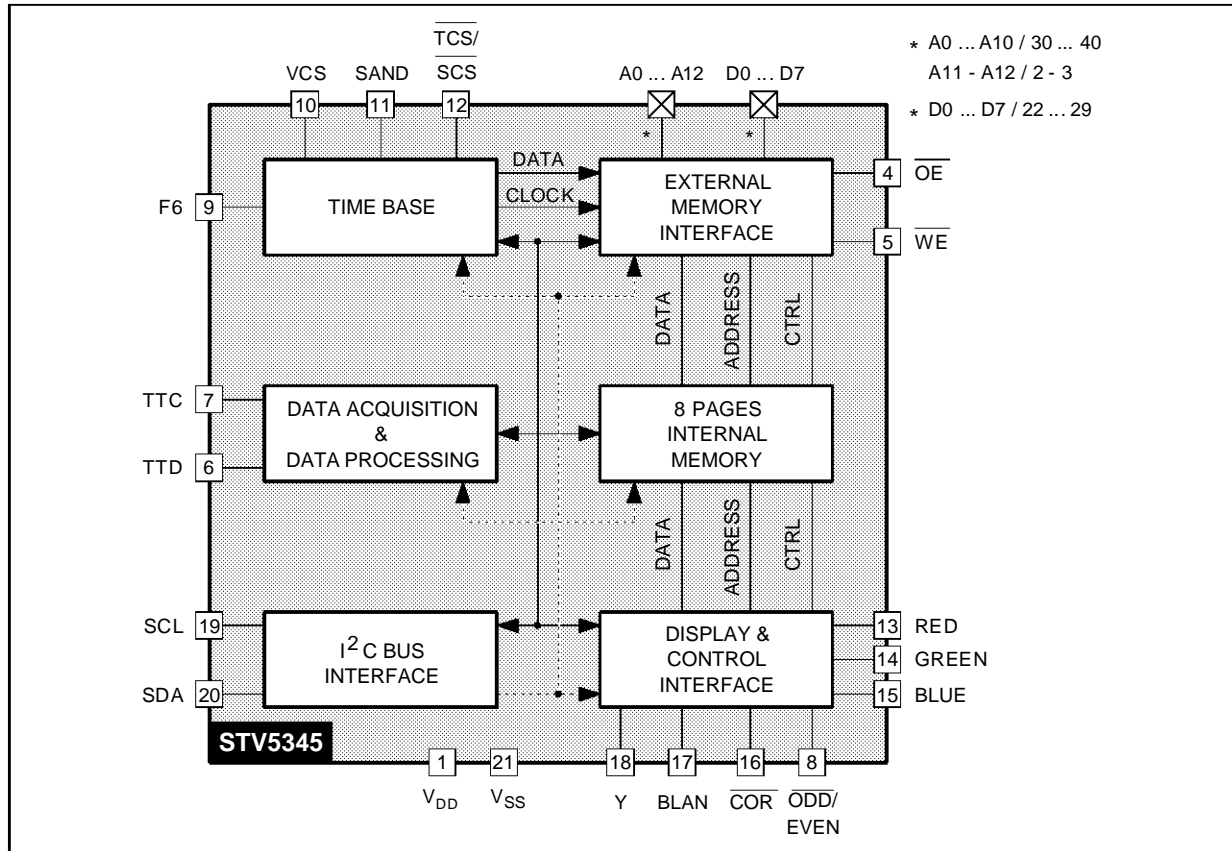 TCS/
SCS
VCS
SAND
A0 ... A12
D0 ... D7
* A0 ... A10 / 30 ... 40
A11 - A12 / 2 - 3
* D0 ... D7 / 22 ... 29
10
11
12
*
*
F6
9
TIME BASE
DATA
CLOCK
EXTERNAL
MEMORY
INTERFACE
4
OE
5
WE
DATA
ADDRESS
CTRL
TTC
7
TTD
6
DATA ACQUISITION
&
DATA PROCESSING
8 PAGES
INTERNAL
MEMORY
DATA
ADDRESS
CTRL
SCL
19
SDA
20
I2C BUS
INTERFACE
DISPLAY &
CONTROL
INTERFACE
13
RED
14
GREEN
15
BLUE
STV5345
1
21
18
17
16
8
VDD
VSS
Y
BLAN
COR
ODD/
EVEN